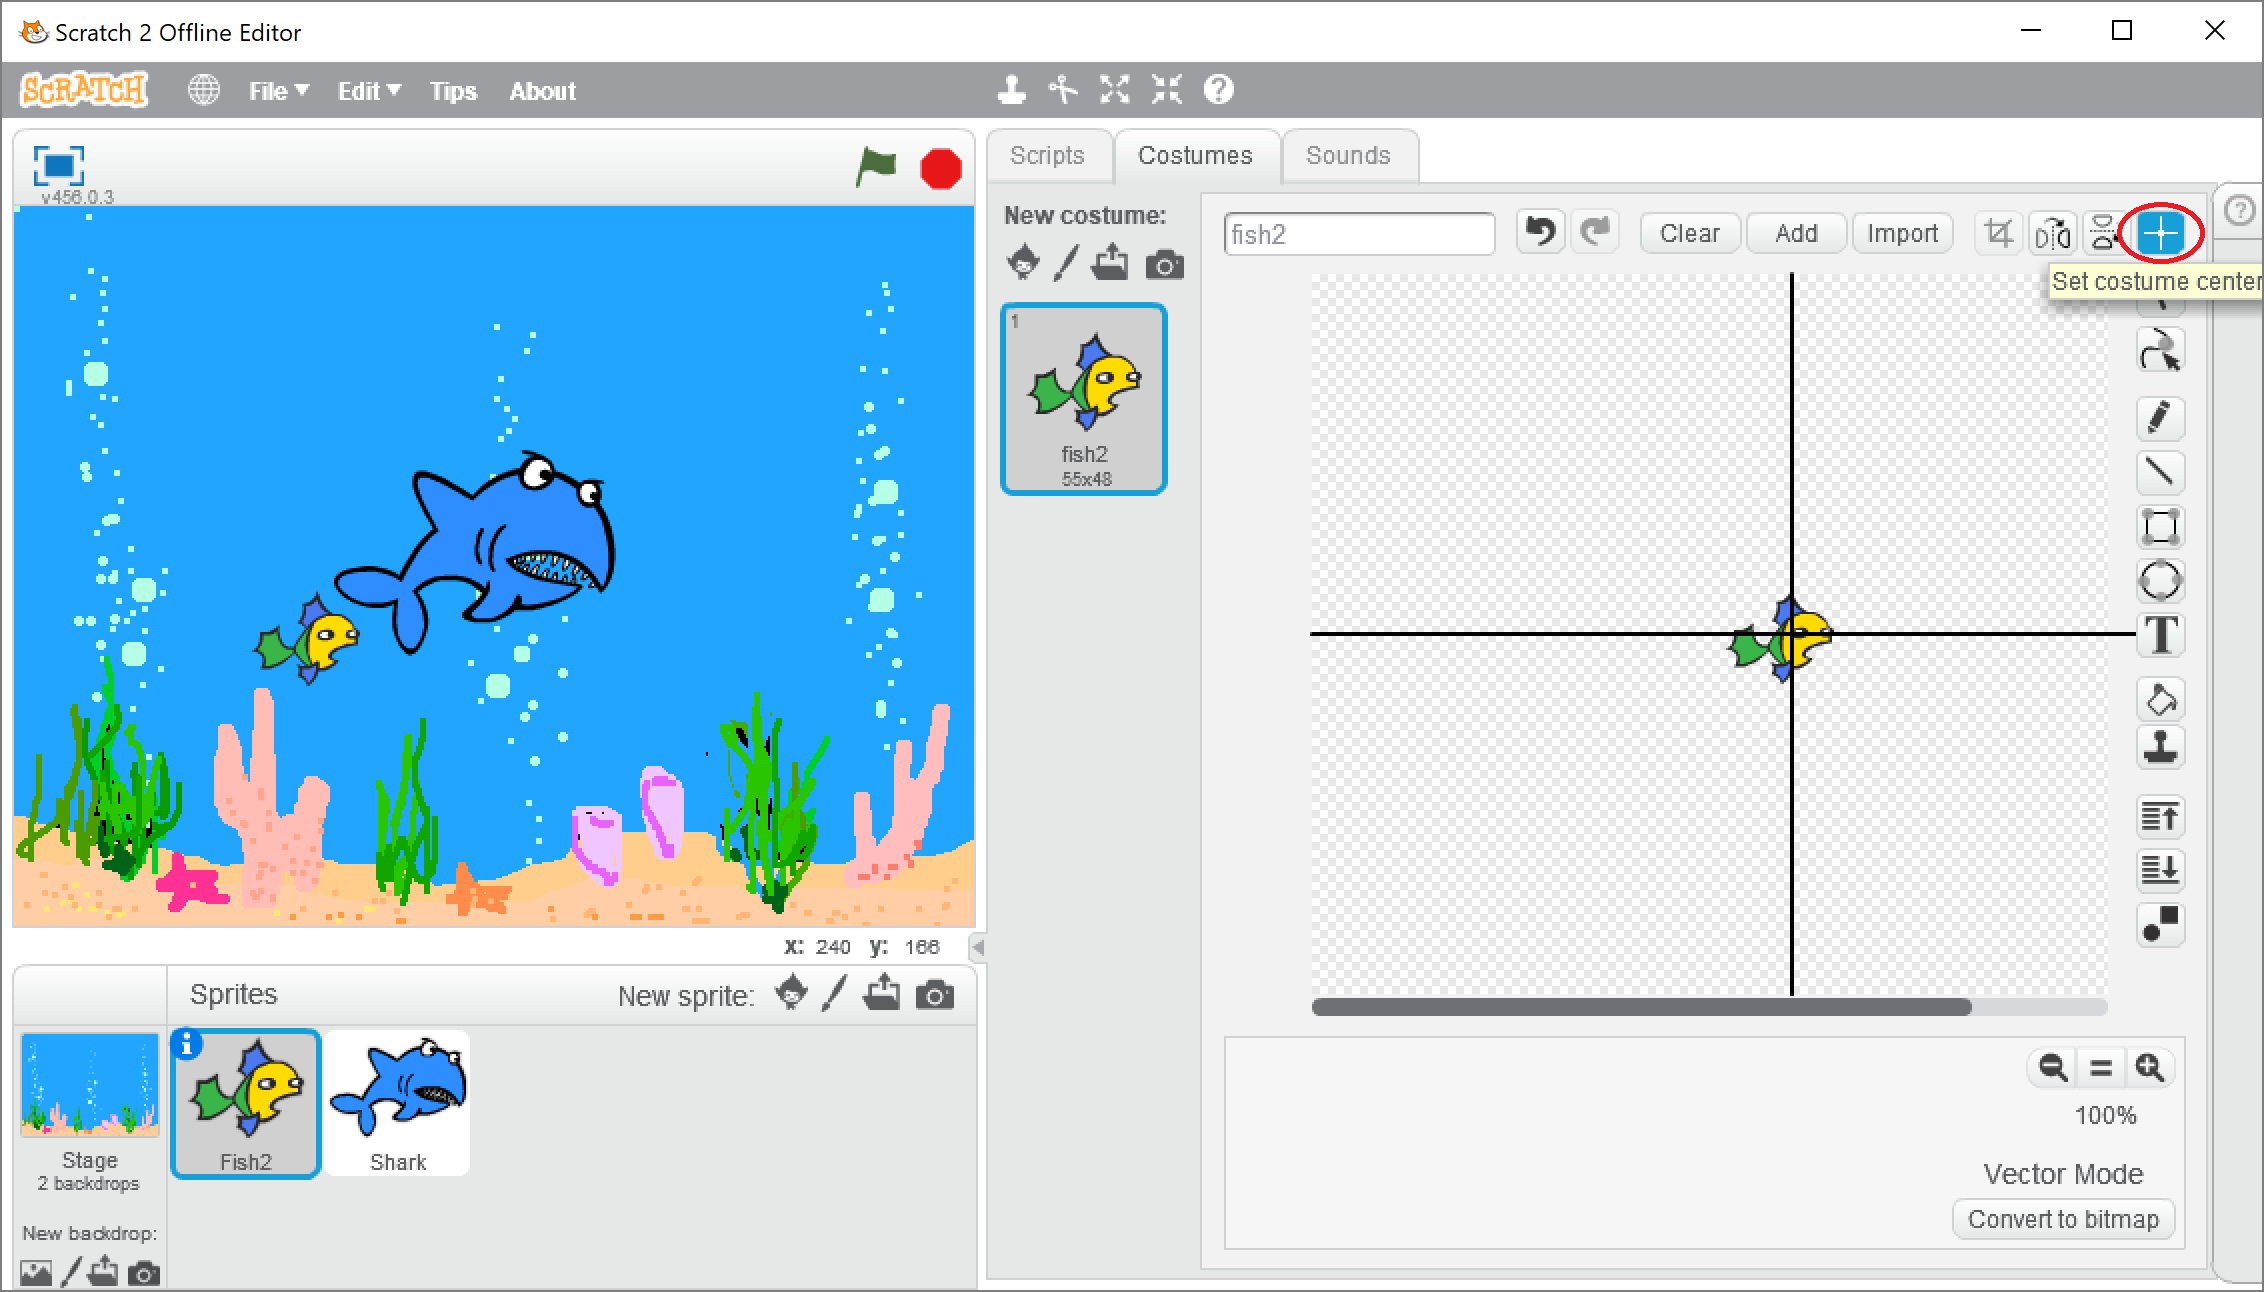 Scratch 2 Offline Editor
SCRATCH
File Edit Tips About
v456.0.3
x: 240 y: 166
Sprites
New sprite:
Stage
2 backdrops
New backdrop:
Fish2
Shark
Scripts
Costumes
Sounds
New costume:
1
fish2
55x48
fish2
Clear
Add
Import
Set costume center
T
100%
Vector Mode
Convert to bitmap